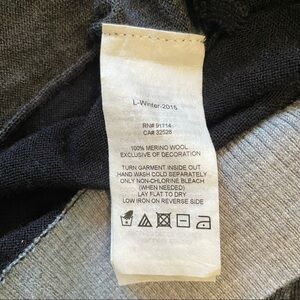 L-Winter-2015
RN# 91714
CA# 32528
100% MERINO WOOL
EXCLUSIVE OF DECORATION
TURN GARMENT INSIDE OUT
HAND WASH COLD SEPARATELY
ONLY NON-CHLORINE BLEACH
(WHEN NEEDED)
LAY FLAT TO DRY
LOW IRON ON REVERSE SIDE